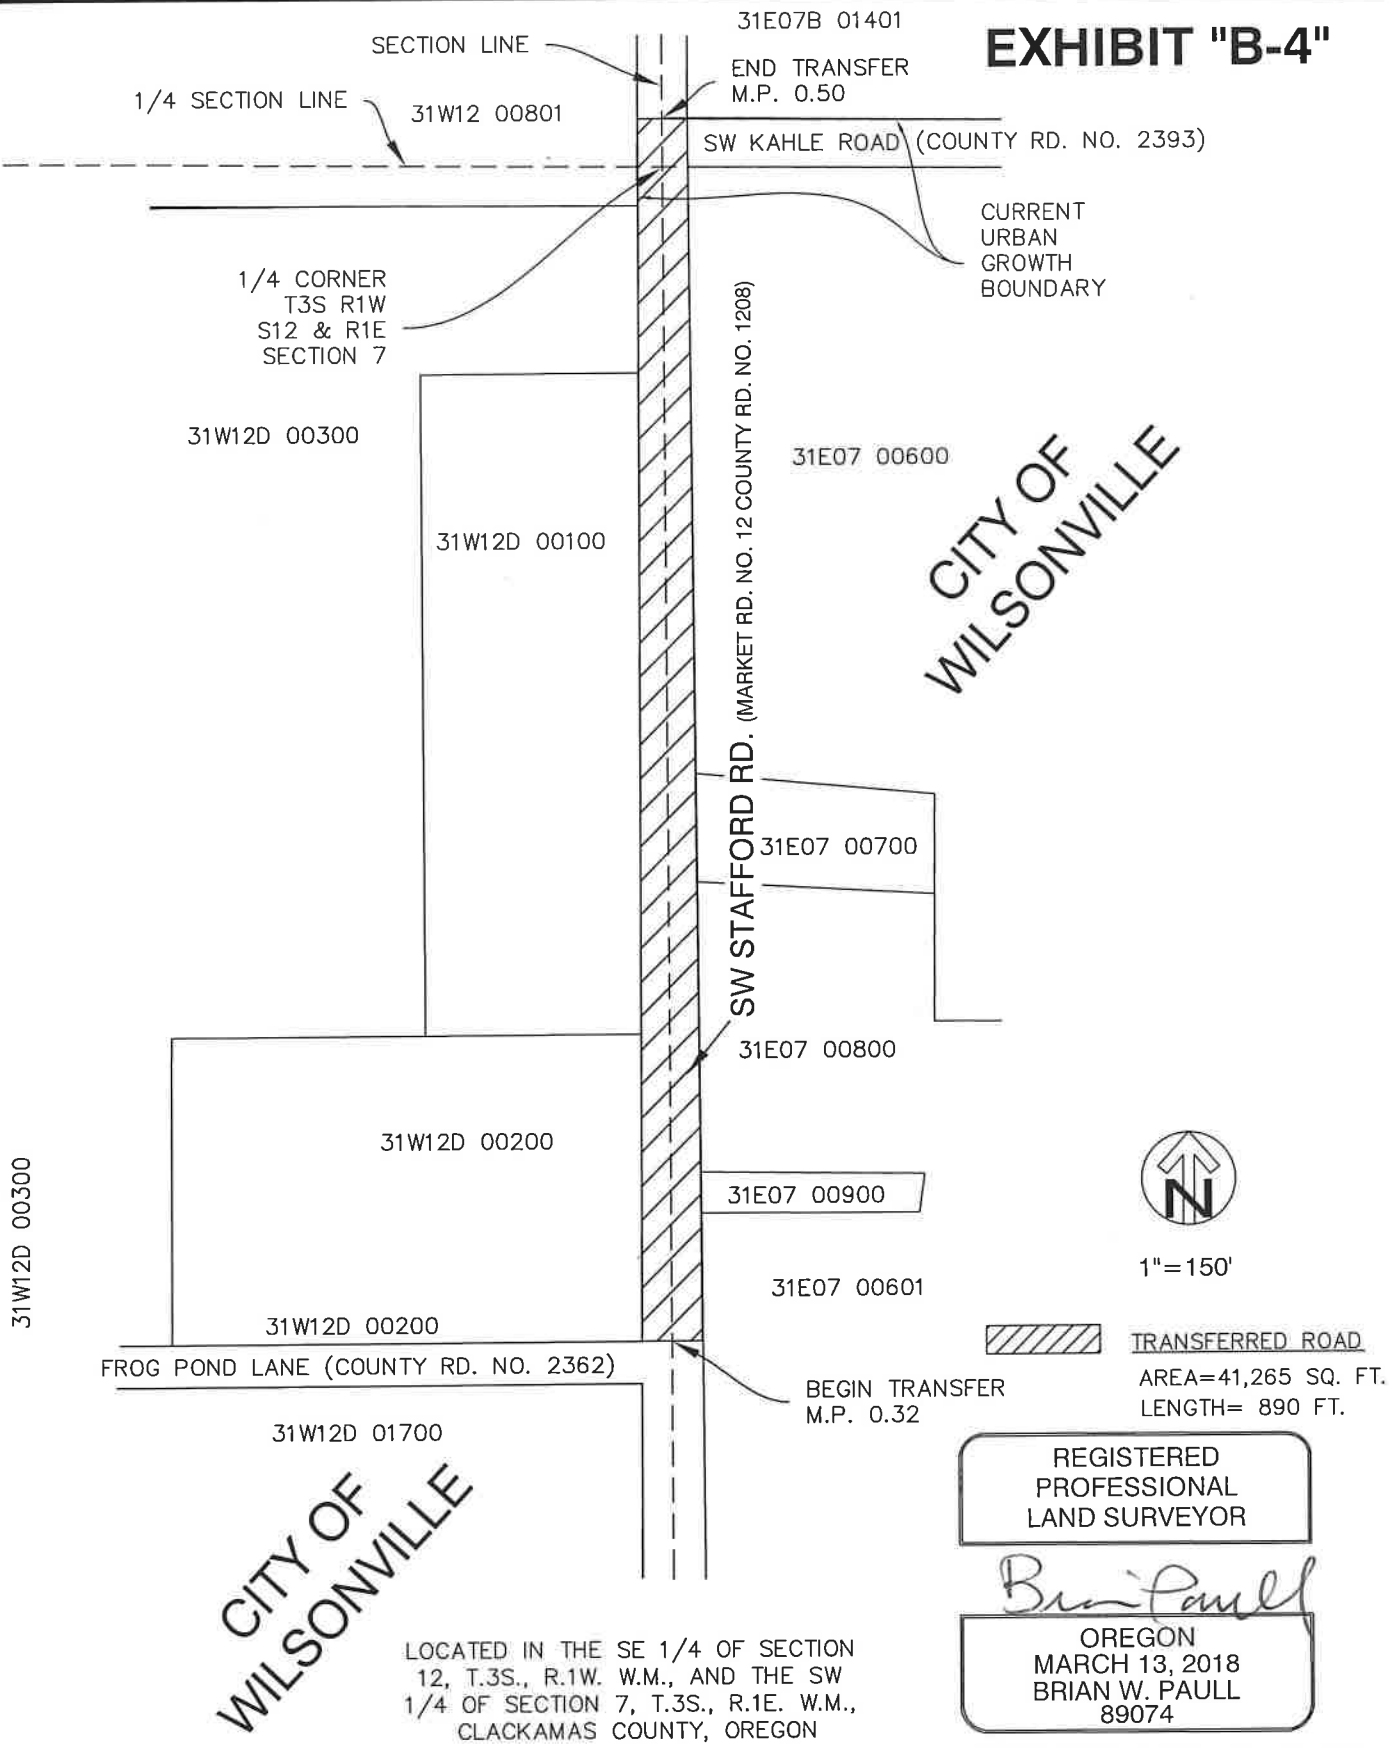 31E07B 01401
EXHIBIT "B-4"
SECTION LINE
END TRANSFER
M.P. 0.50
1/4 SECTION LINE
31W12 00801
SW KAHLE ROAD (COUNTY RD. NO. 2393)
CURRENT
URBAN
GROWTH
BOUNDARY
1/4 CORNER
T3S R1W
S12 & R1E
SECTION 7
31W12D 00300
31E07 00600
CITY OF
WILSONVILLE
31W12D 00100
SW STAFFORD RD. (MARKET RD. NO. 12 COUNTY RD. NO. 1208)
31E07 00700
31E07 00800
31W12D 00200
31W12D 00300
31E07 00900
N
1"=150'
31E07 00601
31W12D 00200
TRANSFERRED ROAD
AREA=41,265 SQ. FT.
LENGTH= 890 FT.
FROG POND LANE (COUNTY RD. NO. 2362)
BEGIN TRANSFER
M.P. 0.32
31W12D 01700
CITY OF
WILSONVILLE
REGISTERED
PROFESSIONAL
LAND SURVEYOR
Brian Paull
OREGON
MARCH 13, 2018
BRIAN W. PAULL
89074
LOCATED IN THE SE 1/4 OF SECTION
12, T.3S., R.1W. W.M., AND THE SW
1/4 OF SECTION 7, T.3S., R.1E. W.M.,
CLACKAMAS COUNTY, OREGON